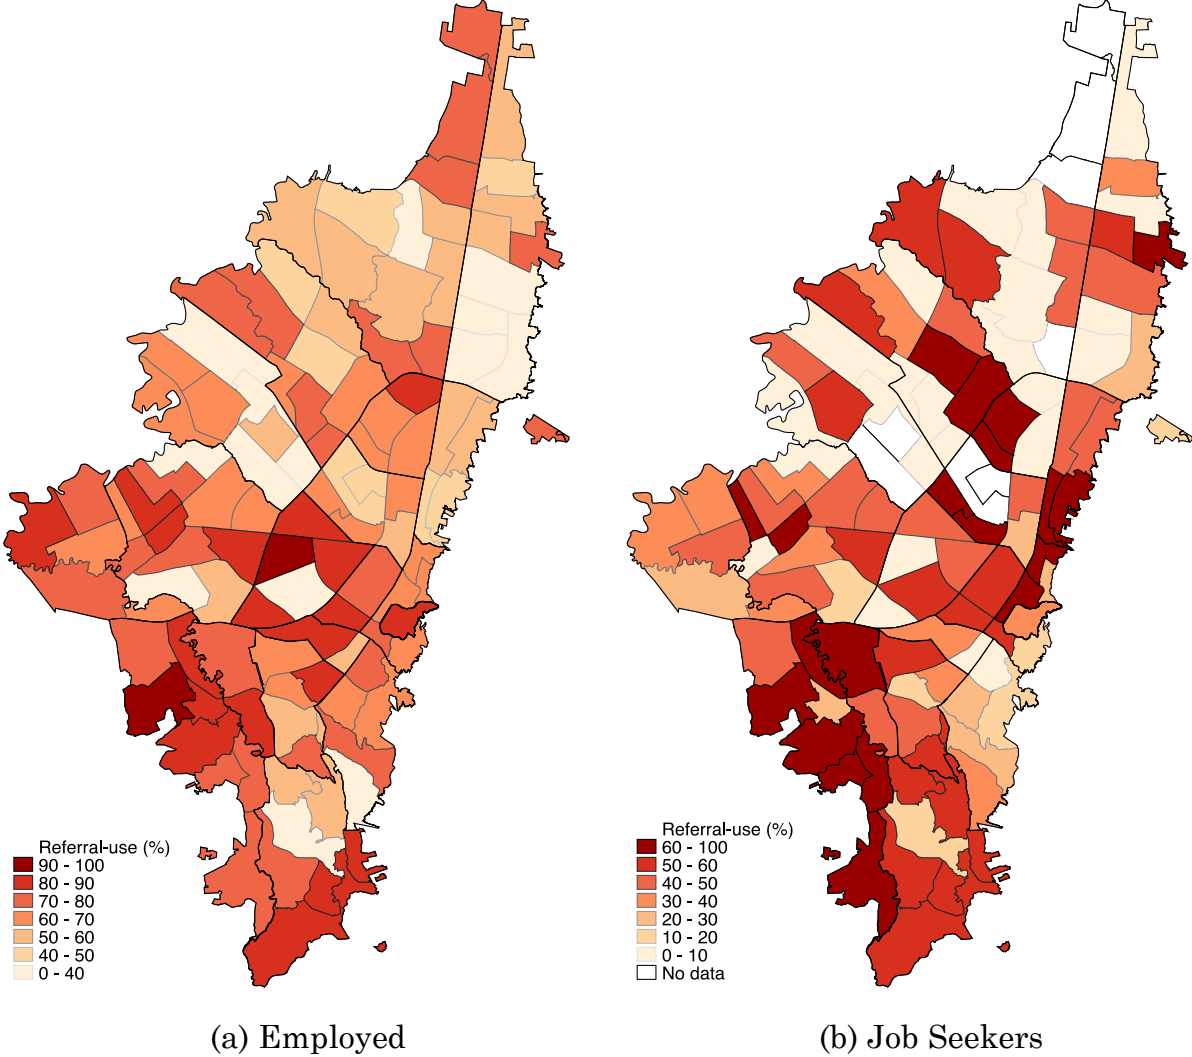 Referral-use (%)
90 - 100
80 - 90
70 - 80
60 - 70
50 - 60
40 - 50
0 - 40
Referral-use (%)
60 - 100
50 - 60
40 - 50
30 - 40
20 - 30
10 - 20
0 - 10
No data
(a) Employed
(b) Job Seekers